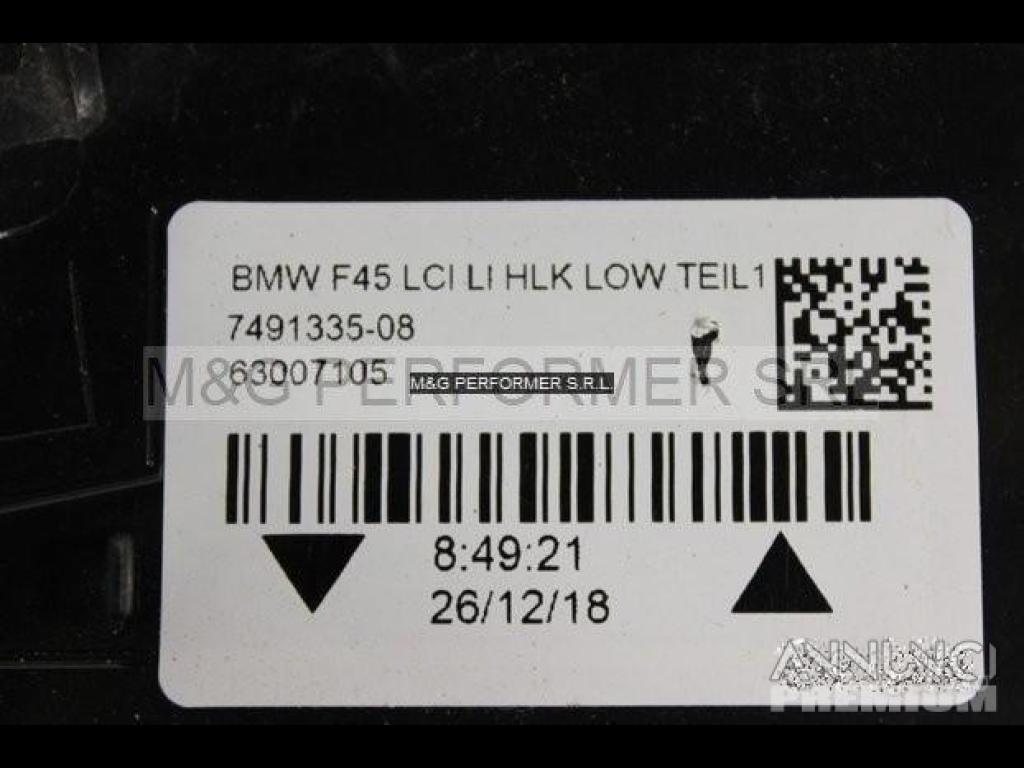 BMW F45 LCI LI HLK LOW TEIL1
7491335-08
63007105
M&G PERFORMER SRL
M&G PERFORMER S.R.L.
8:49:21
26/12/18
ANNUNCI
PREMIUM